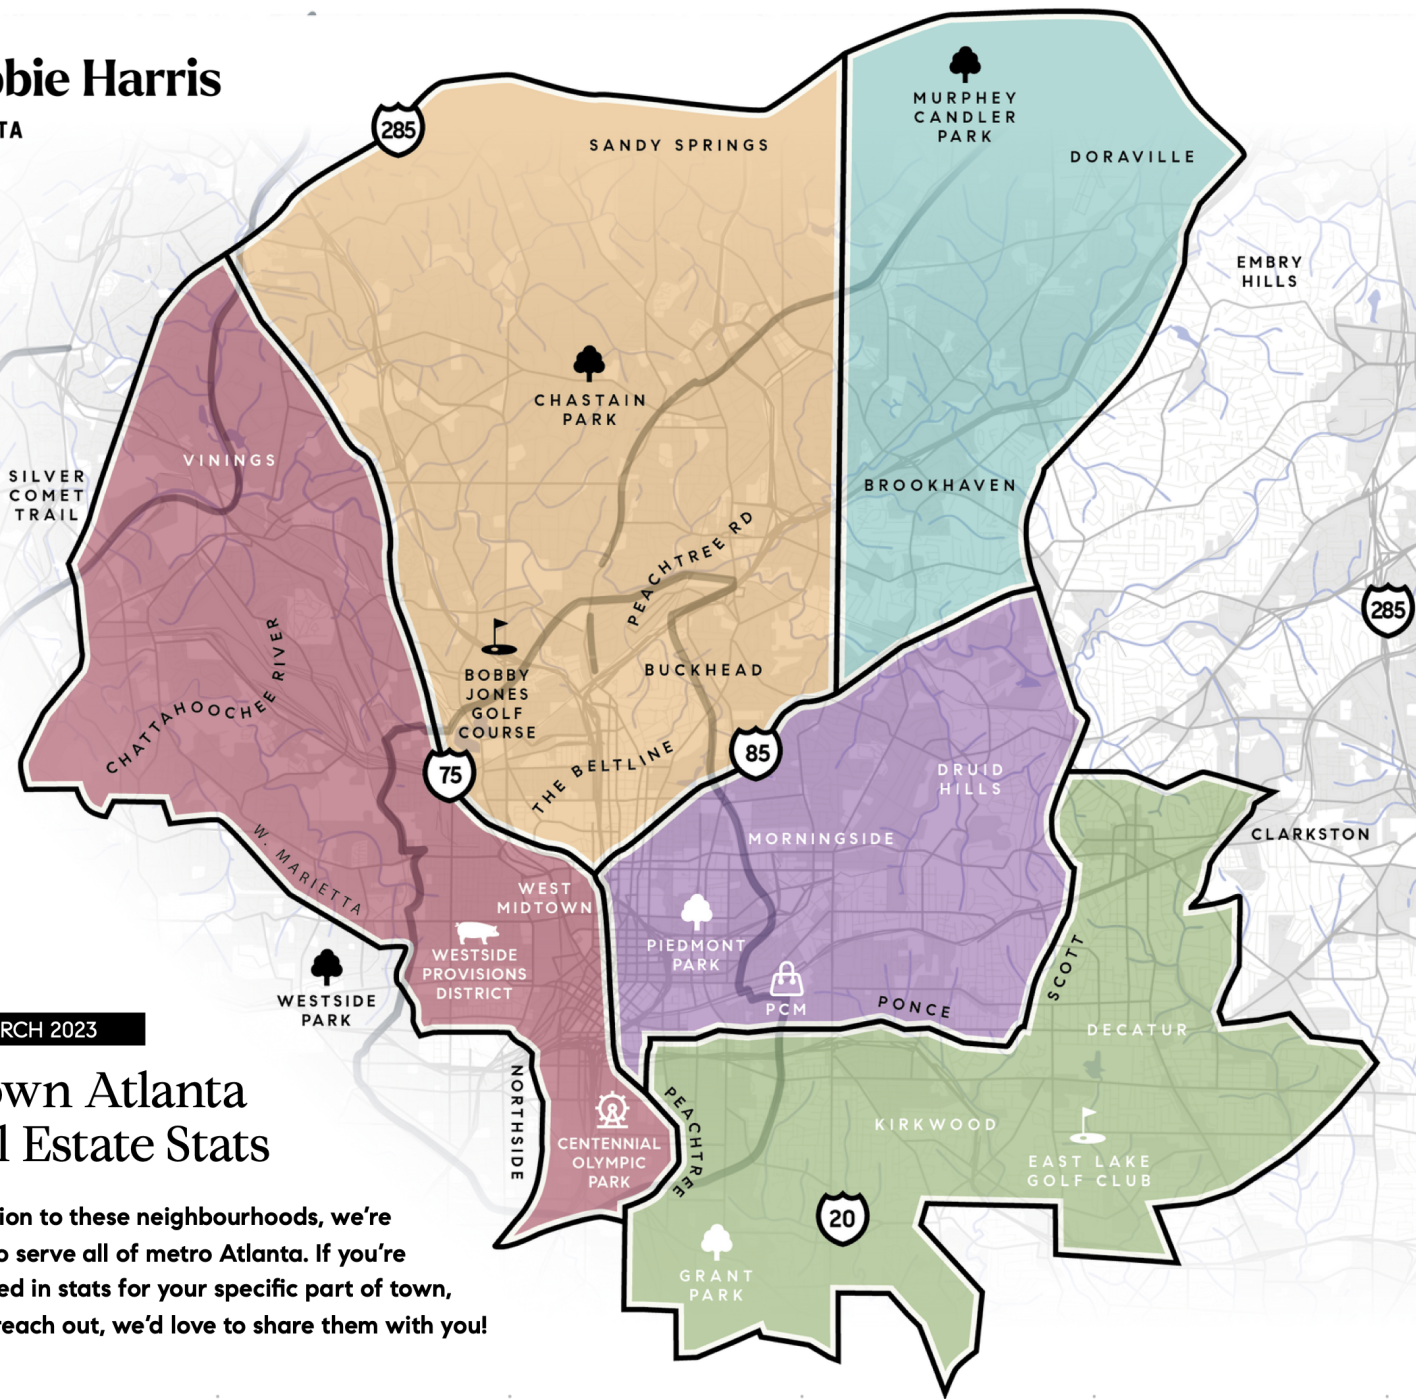 bbie Harris
TA
285
SANDY SPRINGS
MURPHEY
CANDLER
PARK
DORAVILLE
EMBRY
HILLS
CHASTAIN
PARK
VININGS
SILVER
COMET
TRAIL
BROOKHAVEN
PEACHTREE RD
285
CHATTAHOOCHEE RIVER
BOBBY
JONES
GOLF
COURSE
BUCKHEAD
THE BELTLINE
75
85
DRUID
HILLS
MORNINGSIDE
CLARKSTON
W. MARIETTA
WEST
MIDTOWN
WESTSIDE
PROVISIONS
DISTRICT
PIEDMONT
PARK
PCM
PONCE
SCOTT
DECATUR
WESTSIDE
PARK
RCH 2023
own Atlanta
l Estate Stats
NORTHSIDE
PEACHTREE
CENTENNIAL
OLYMPIC
PARK
KIRKWOOD
EAST LAKE
GOLF CLUB
20
GRANT
PARK
ion to these neighbourhoods, we're
o serve all of metro Atlanta. If you're
ed in stats for your specific part of town,
reach out, we'd love to share them with you!